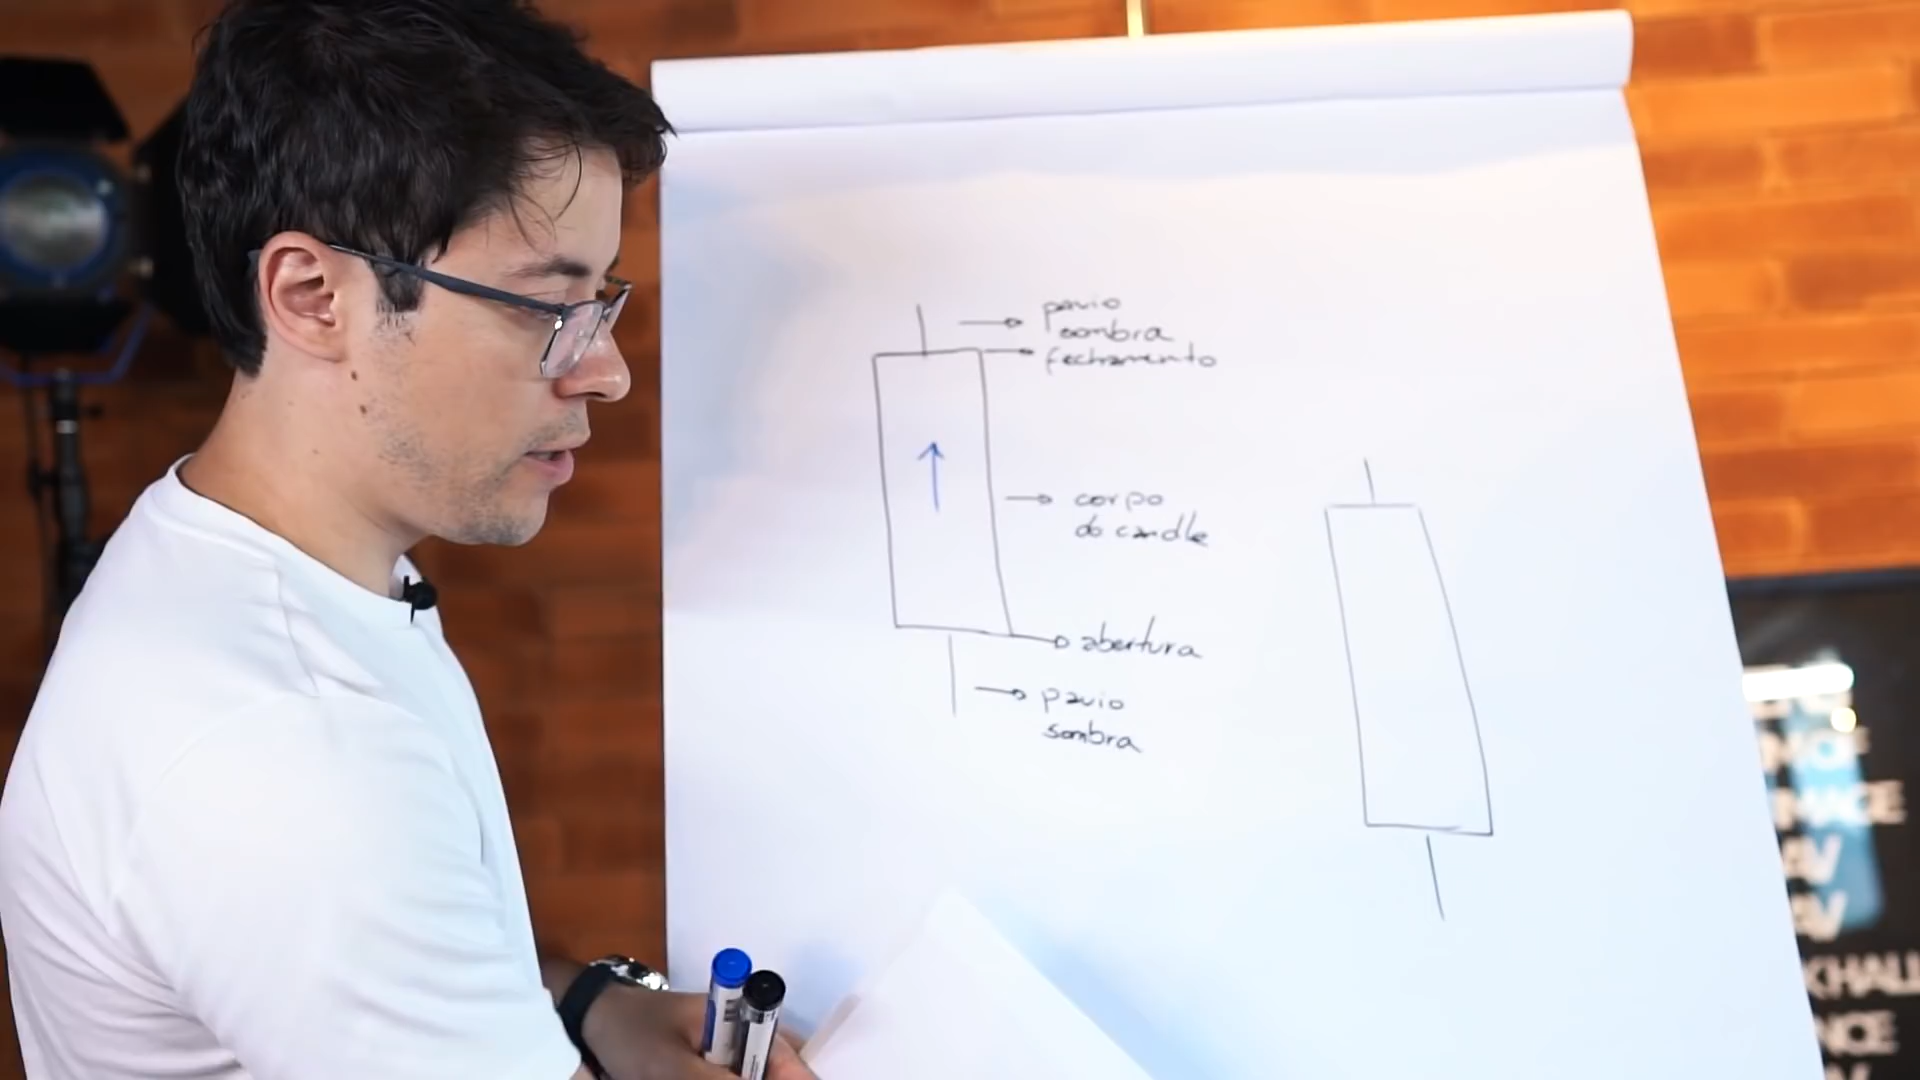 pavio
sombra
fechamento
corpo
do candle
abertura
pavio
sombra